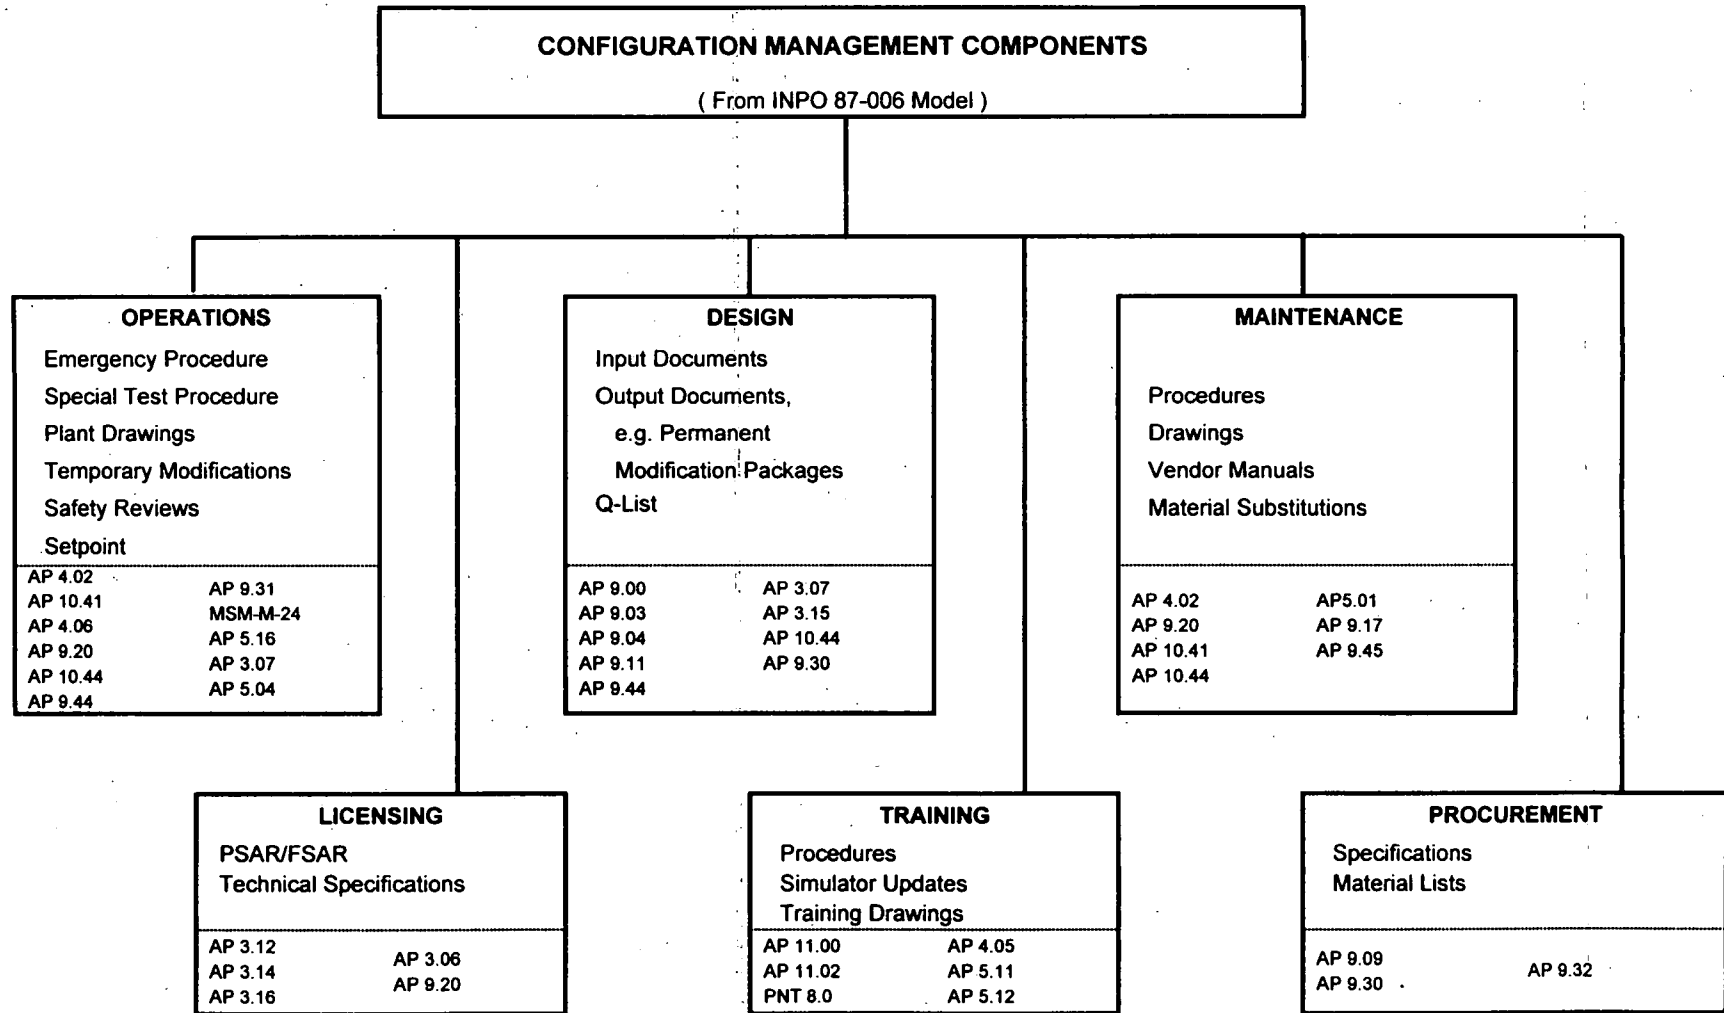 CONFIGURATION MANAGEMENT COMPONENTS
( From INPO 87-006 Model )
OPERATIONS
Emergency Procedure
Special Test Procedure
Plant Drawings
Temporary Modifications
Safety Reviews
Setpoint
AP 4.02
AP 10.41
AP 4.06
AP 9.20
AP 10.44
AP 9.44
AP 9.31
MSM-M-24
AP 5.16
AP 3.07
AP 5.04
DESIGN
Input Documents
Output Documents,
e.g. Permanent
Modification Packages
Q-List
AP 9.00
AP 9.03
AP 9.04
AP 9.11
AP 9.44
AP 3.07
AP 3.15
AP 10.44
AP 9.30
MAINTENANCE
Procedures
Drawings
Vendor Manuals
Material Substitutions
AP 4.02
AP 9.20
AP 10.41
AP 10.44
AP5.01
AP 9.17
AP 9.45
LICENSING
PSAR/FSAR
Technical Specifications
AP 3.12
AP 3.14
AP 3.16
AP 3.06
AP 9.20
TRAINING
Procedures
Simulator Updates
Training Drawings
AP 11.00
AP 11.02
PNT 8.0
AP 4.05
AP 5.11
AP 5.12
PROCUREMENT
Specifications
Material Lists
AP 9.09
AP 9.30
AP 9.32